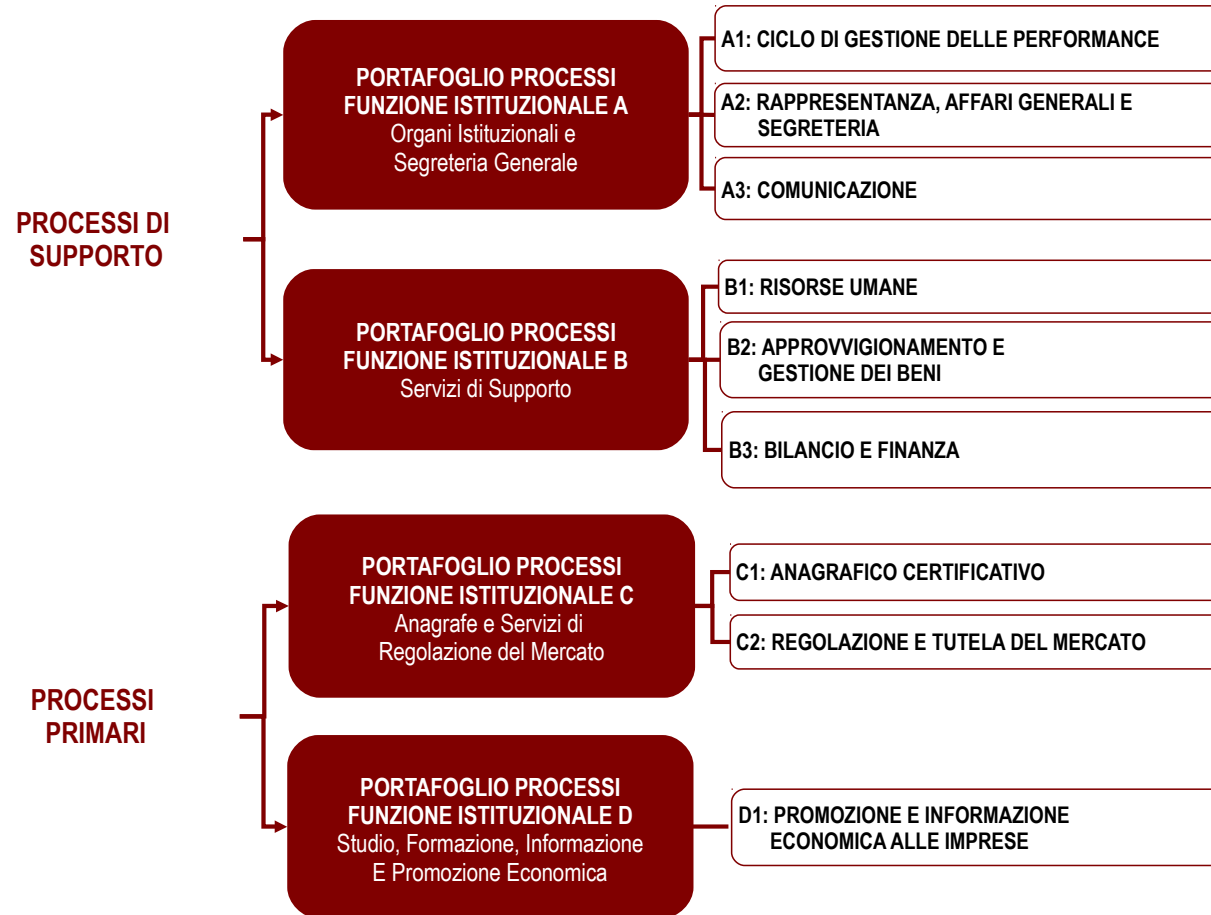 PROCESSI DI
SUPPORTO
PORTAFOGLIO PROCESSI
FUNZIONE ISTITUZIONALE A
Organi Istituzionali e
Segreteria Generale
A1: CICLO DI GESTIONE DELLE PERFORMANCE
A2: RAPPRESENTANZA, AFFARI GENERALI E
SEGRETERIA
A3: COMUNICAZIONE
PORTAFOGLIO PROCESSI
FUNZIONE ISTITUZIONALE B
Servizi di Supporto
B1: RISORSE UMANE
B2: APPROVVIGIONAMENTO E
GESTIONE DEI BENI
B3: BILANCIO E FINANZA
PROCESSI
PRIMARI
PORTAFOGLIO PROCESSI
FUNZIONE ISTITUZIONALE C
Anagrafe e Servizi di
Regolazione del Mercato
C1: ANAGRAFICO CERTIFICATIVO
C2: REGOLAZIONE E TUTELA DEL MERCATO
PORTAFOGLIO PROCESSI
FUNZIONE ISTITUZIONALE D
Studio, Formazione, Informazione
E Promozione Economica
D1: PROMOZIONE E INFORMAZIONE
ECONOMICA ALLE IMPRESE